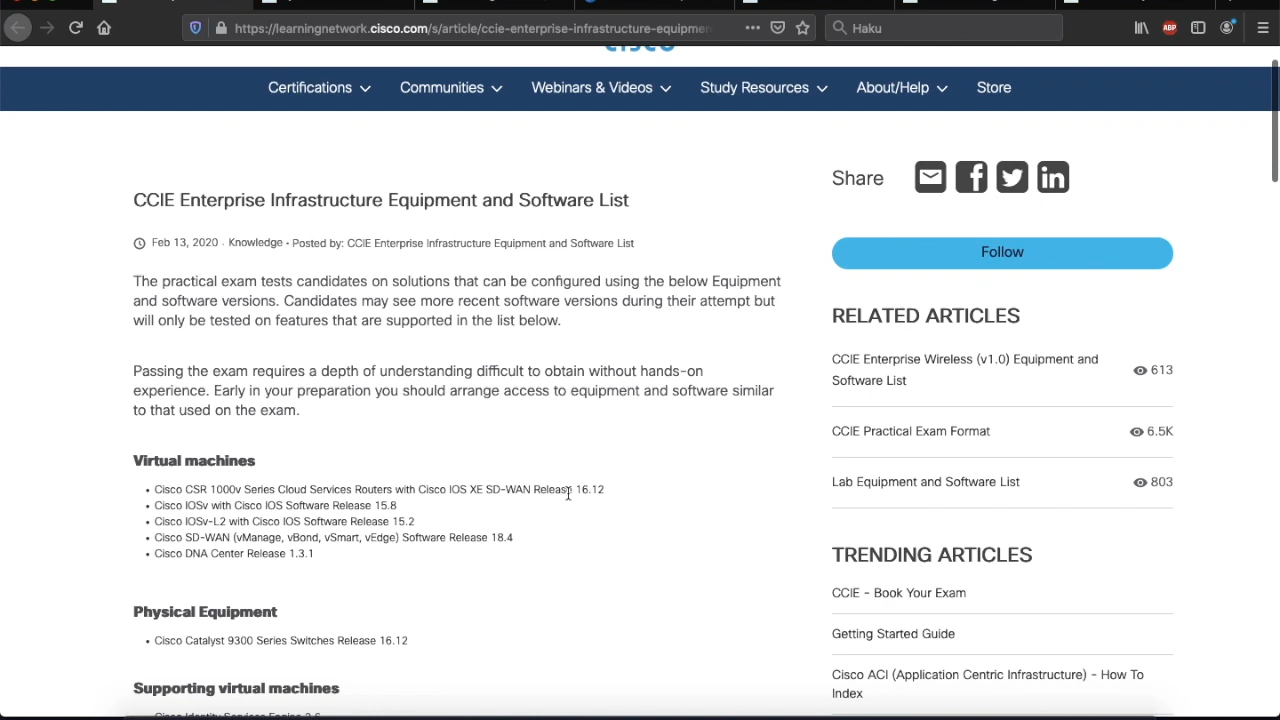 https://learningnetwork.cisco.com/s/article/ccie-enterprise-infrastructure-equipmen
Haku
ABP
Certifications
Communities
Webinars & Videos
Study Resources
About/Help
Store
CCIE Enterprise Infrastructure Equipment and Software List
Feb 13, 2020 . Knowledge • Posted by: CCIE Enterprise Infrastructure Equipment and Software List
The practical exam tests candidates on solutions that can be configured using the below Equipment
and software versions. Candidates may see more recent software versions during their attempt but
will only be tested on features that are supported in the list below.
Passing the exam requires a depth of understanding difficult to obtain without hands-on
experience. Early in your preparation you should arrange access to equipment and software similar
to that used on the exam.
Virtual machines
• Cisco CSR 1000v Series Cloud Services Routers with Cisco IOS XE SD-WAN Release 16.12
• Cisco IOSv with Cisco IOS Software Release 15.8
• Cisco IOSv-L2 with Cisco IOS Software Release 15.2
• Cisco SD-WAN (vManage, vBond, vSmart, vEdge) Software Release 18.4
• Cisco DNA Center Release 1.3.1
Physical Equipment
• Cisco Catalyst 9300 Series Switches Release 16.12
Supporting virtual machines
Share
Follow
RELATED ARTICLES
CCIE Enterprise Wireless (v1.0) Equipment and
Software List
613
CCIE Practical Exam Format
6.5K
Lab Equipment and Software List
803
TRENDING ARTICLES
CCIE - Book Your Exam
Getting Started Guide
Cisco ACI (Application Centric Infrastructure) - How To
Index